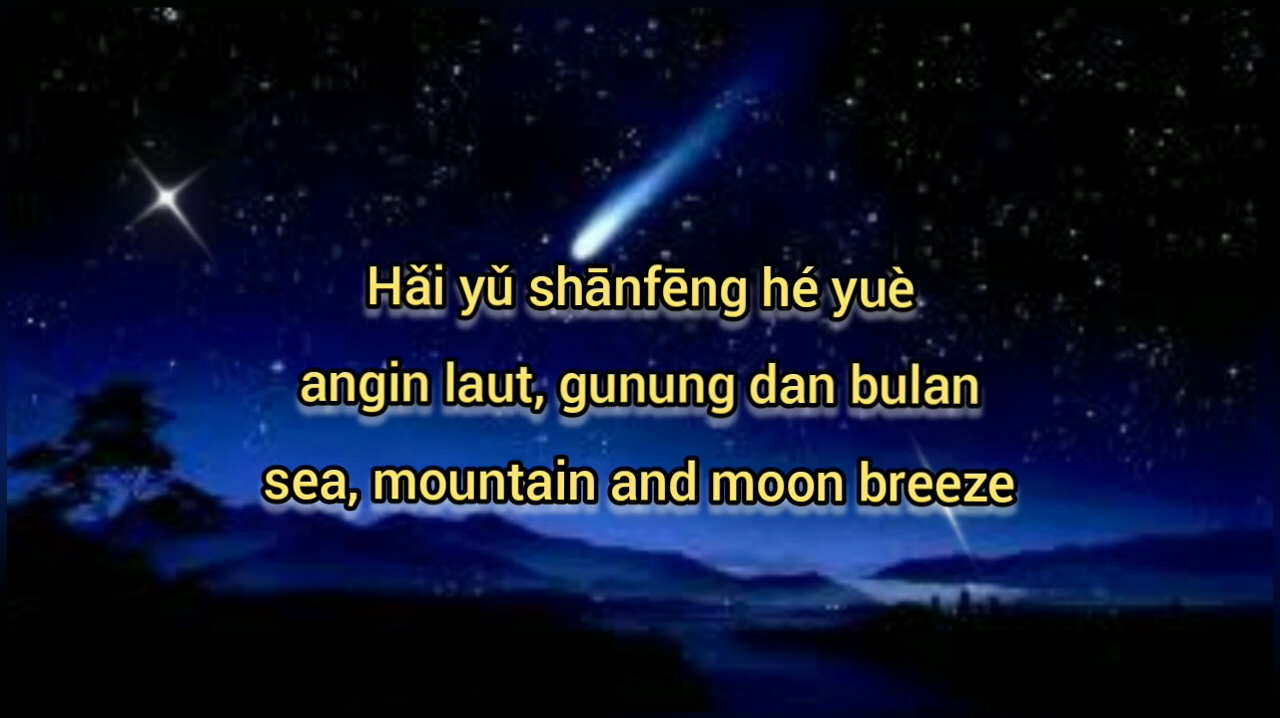 Hǎi yǔ shānfēng hé yuè
angin laut, gunung dan bulan
sea, mountain and moon breeze